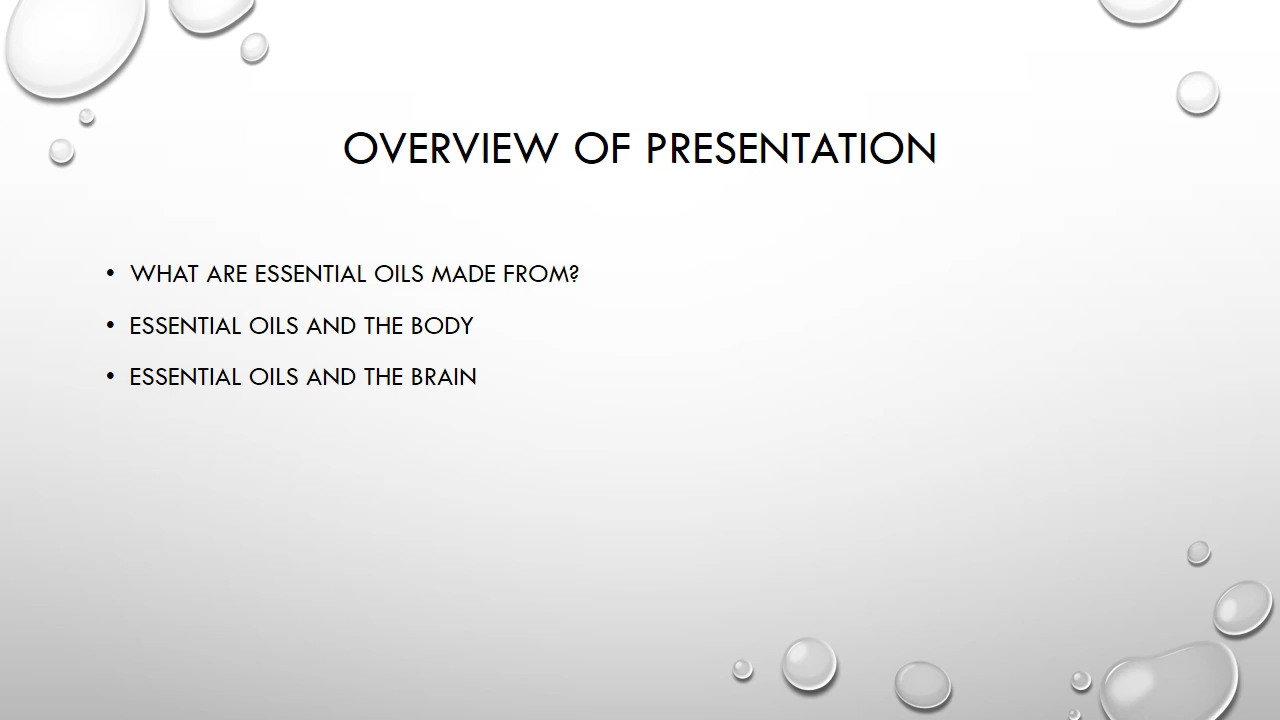 OVERVIEW OF PRESENTATION
• WHAT ARE ESSENTIAL OILS MADE FROM?
• ESSENTIAL OILS AND THE BODY
• ESSENTIAL OILS AND THE BRAIN